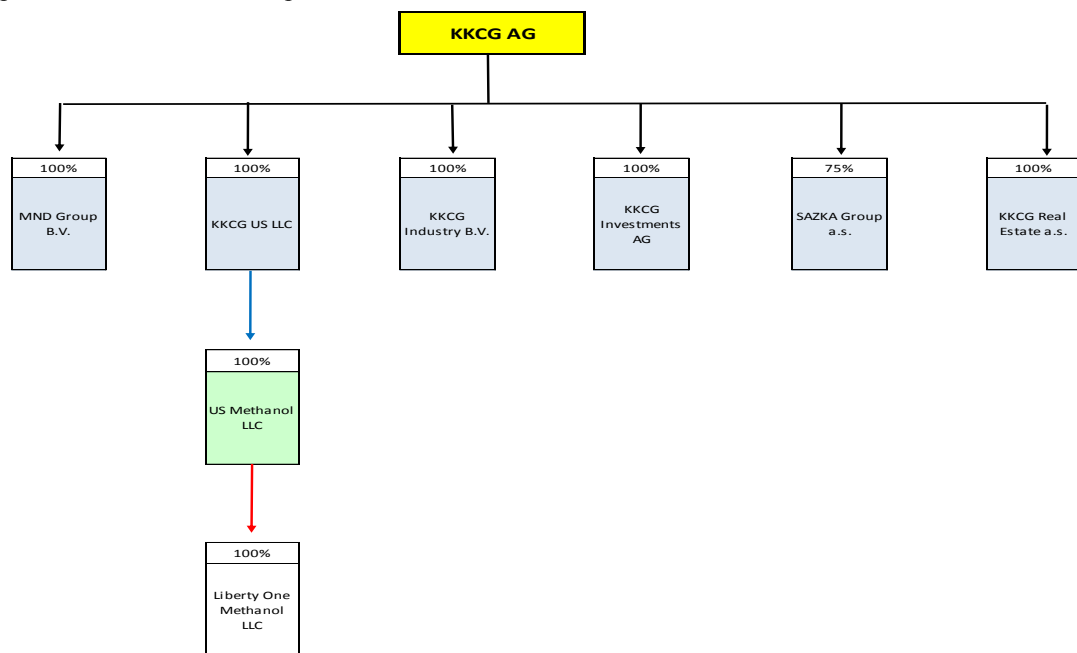 KKCG AG
100%
100%
100%
100%
75%
100%
MND Group
B.V.
KKCG US LLC
KKCG
Industry B.V.
KKCG
Investments
AG
SAZKA Group
a.s.
KKCG Real
Estate a.s.
100%
US Methanol
LLC
100%
Liberty One
Methanol
LLC